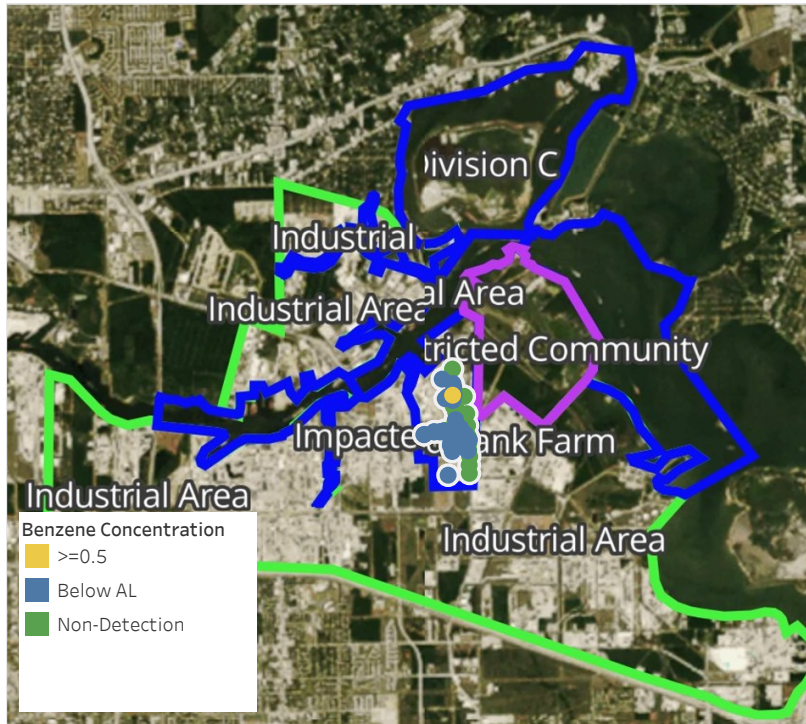 ivision C
Industrial
al Area
Industrial Area
tricted Community
Impacte
ank Farm
Industrial Area
Industrial Area
Benzene Concentration
>=0.5
Below AL
Non-Detection